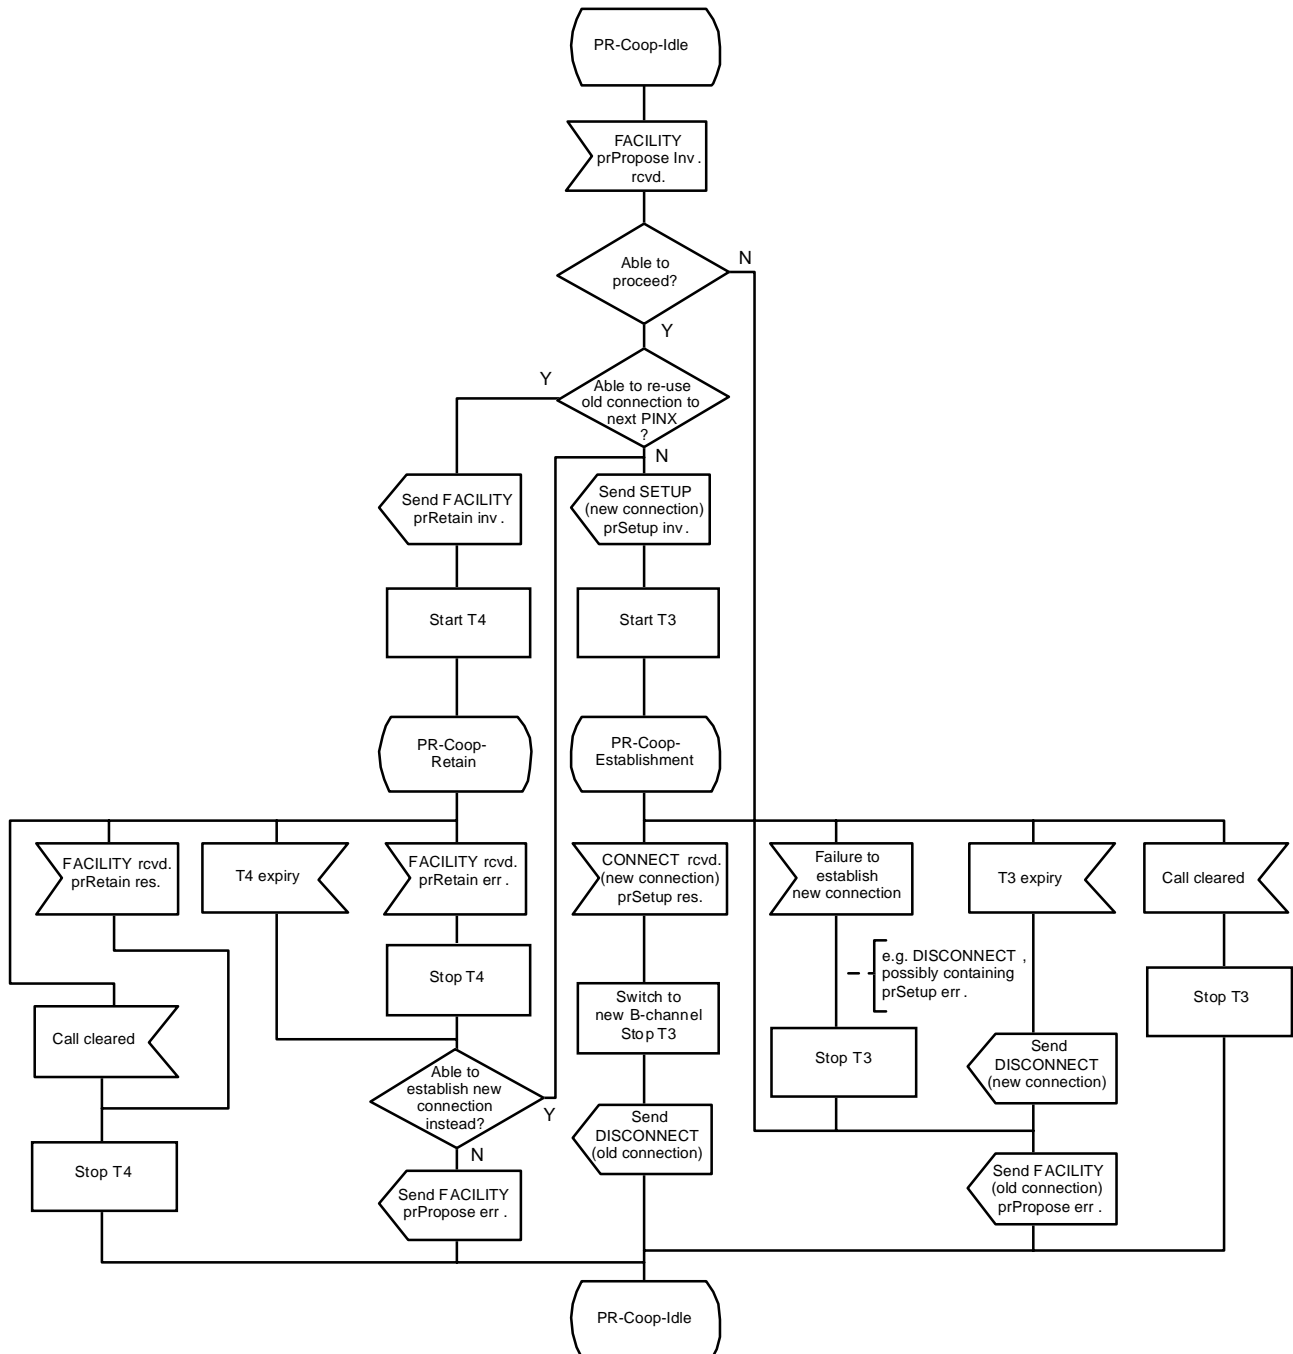 PR-Coop-Idle
FACILITY
prPropose Inv.
rcvd.
Able to
proceed?
N
Y
Able to re-use
old connection to
next PINX
?
Y
N
Send FACILITY
prRetain inv.
Send SETUP
(new connection)
prSetup inv.
Start T4
Start T3
PR-Coop-
Retain
PR-Coop-
Establishment
FACILITY rcvd.
prRetain res.
T4 expiry
FACILITY rcvd.
prRetain err.
CONNECT rcvd.
(new connection)
prSetup res.
Failure to
establish
new connection
T3 expiry
Call cleared
Stop T4
e.g. DISCONNECT,
possibly containing
prSetup err.
Switch to
new B-channel
Stop T3
Stop T3
Call cleared
Stop T3
Send
DISCONNECT
(new connection)
Able to
establish new
connection
instead?
Y
N
Send
DISCONNECT
(old connection)
Stop T4
Send FACILITY
prPropose err.
Send FACILITY
(old connection)
prPropose err.
PR-Coop-Idle